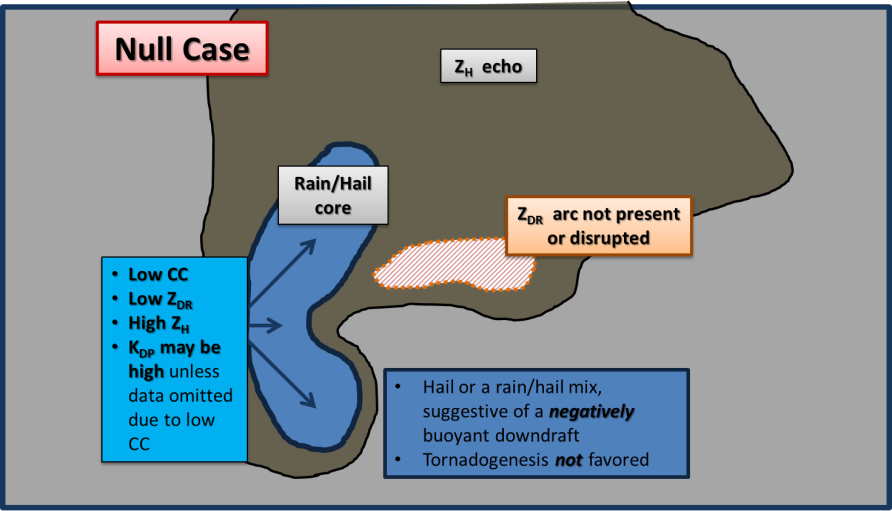 Null Case
Z_H echo
Rain/Hail
core
Z_DR arc not present
or disrupted
• Low CC
• Low Z_DR
• High Z_H
• K_DP may be
high unless
data omitted
due to low
CC
• Hail or a rain/hail mix,
suggestive of a negatively
buoyant downdraft
• Tornadogenesis not favored